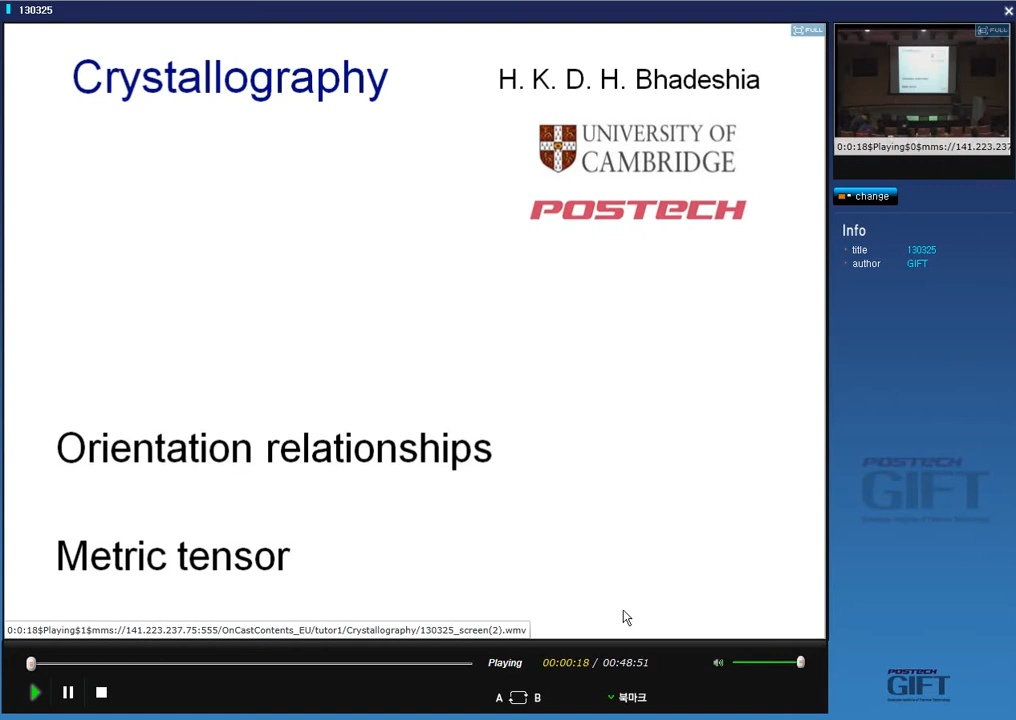 130325
FULL
Crystallography
H. K. D. H. Bhadeshia
UNIVERSITY OF
CAMBRIDGE
POSTECH
Orientation relationships
Metric tensor
0:0:18$Playing$1$mms://141.223.237.75:555/OnCastContents_EU/tutor1/Crystallography/130325_screen(2).wmv
Playing 00:00:18 / 00:48:51
A B 북마크
FULL
0:0:18$Playing$0$mms://141.223.237
change
Info
title 130325
author GIFT
POSTECH
GIFT
POSTECH
GIFT